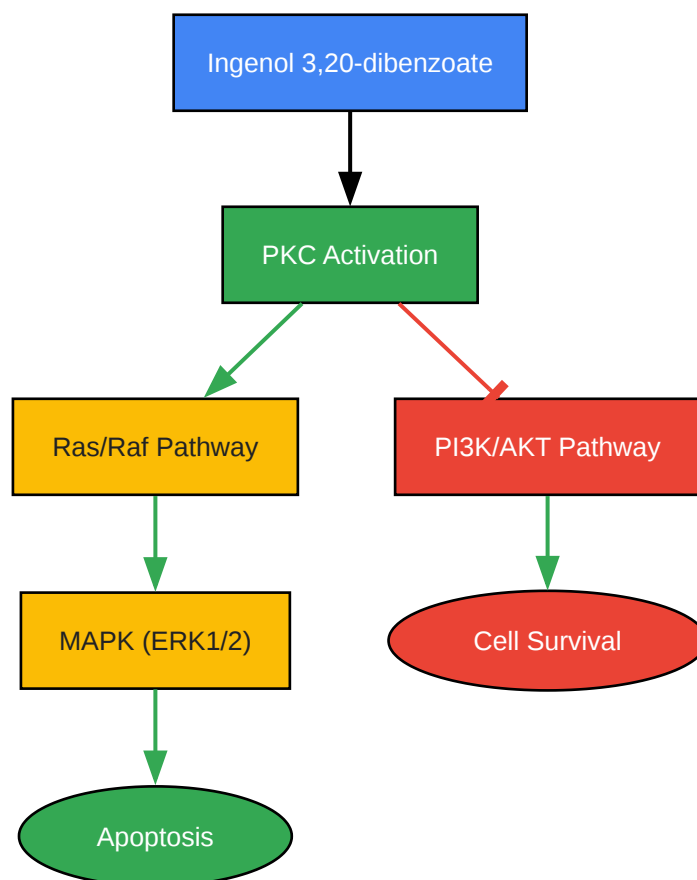 Ingenol 3,20-dibenzoate
PKC Activation
Ras/Raf Pathway
PI3K/AKT Pathway
MAPK (ERK1/2)
Cell Survival
Apoptosis